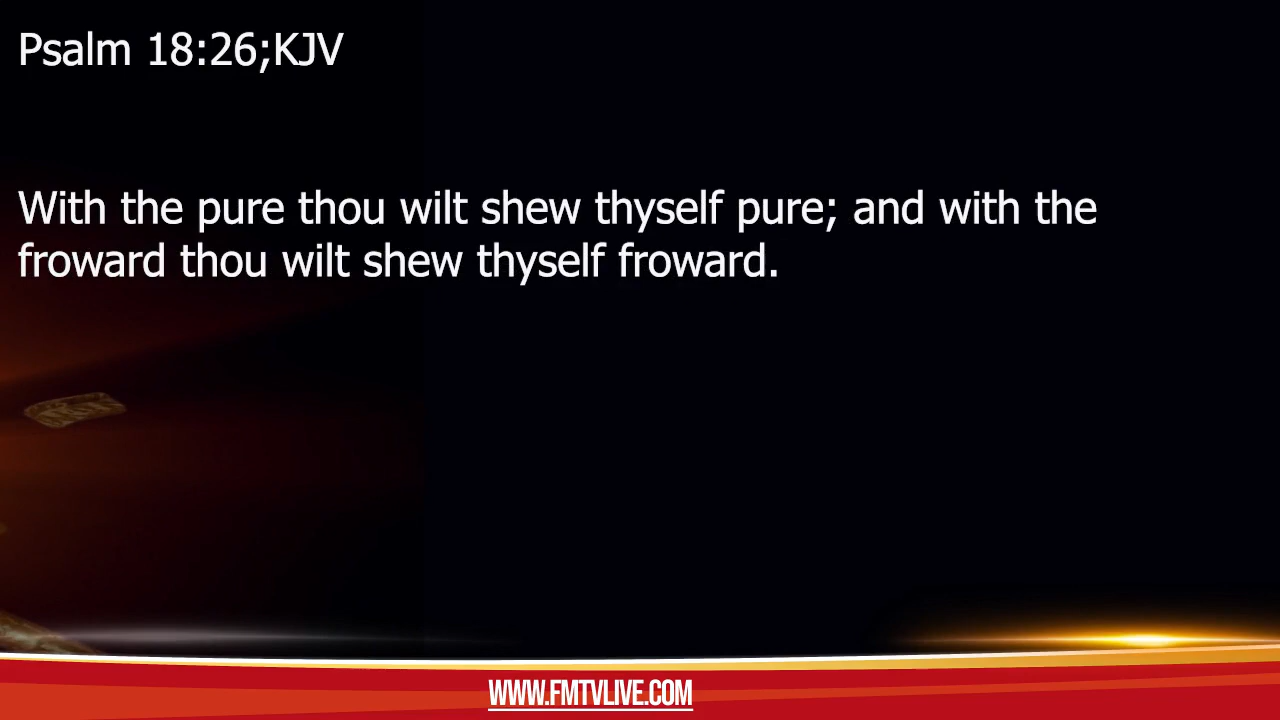 Psalm 18:26;KJV
With the pure thou wilt shew thyself pure; and with the
froward thou wilt shew thyself froward.
WWW.FMTVLIVE.COM